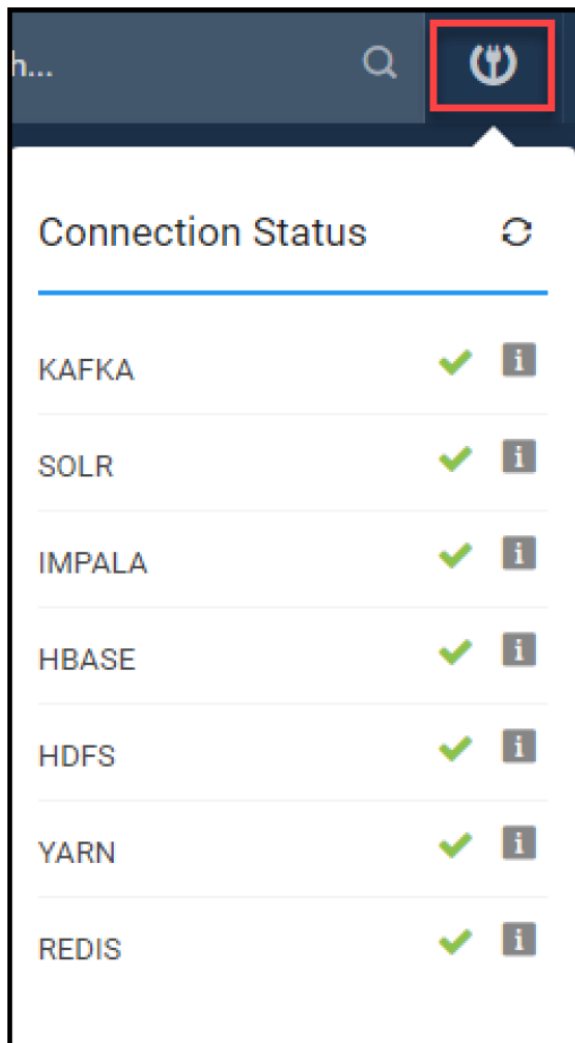 h...
Connection Status
KAFKA
SOLR
IMPALA
HBASE
HDFS
YARN
REDIS